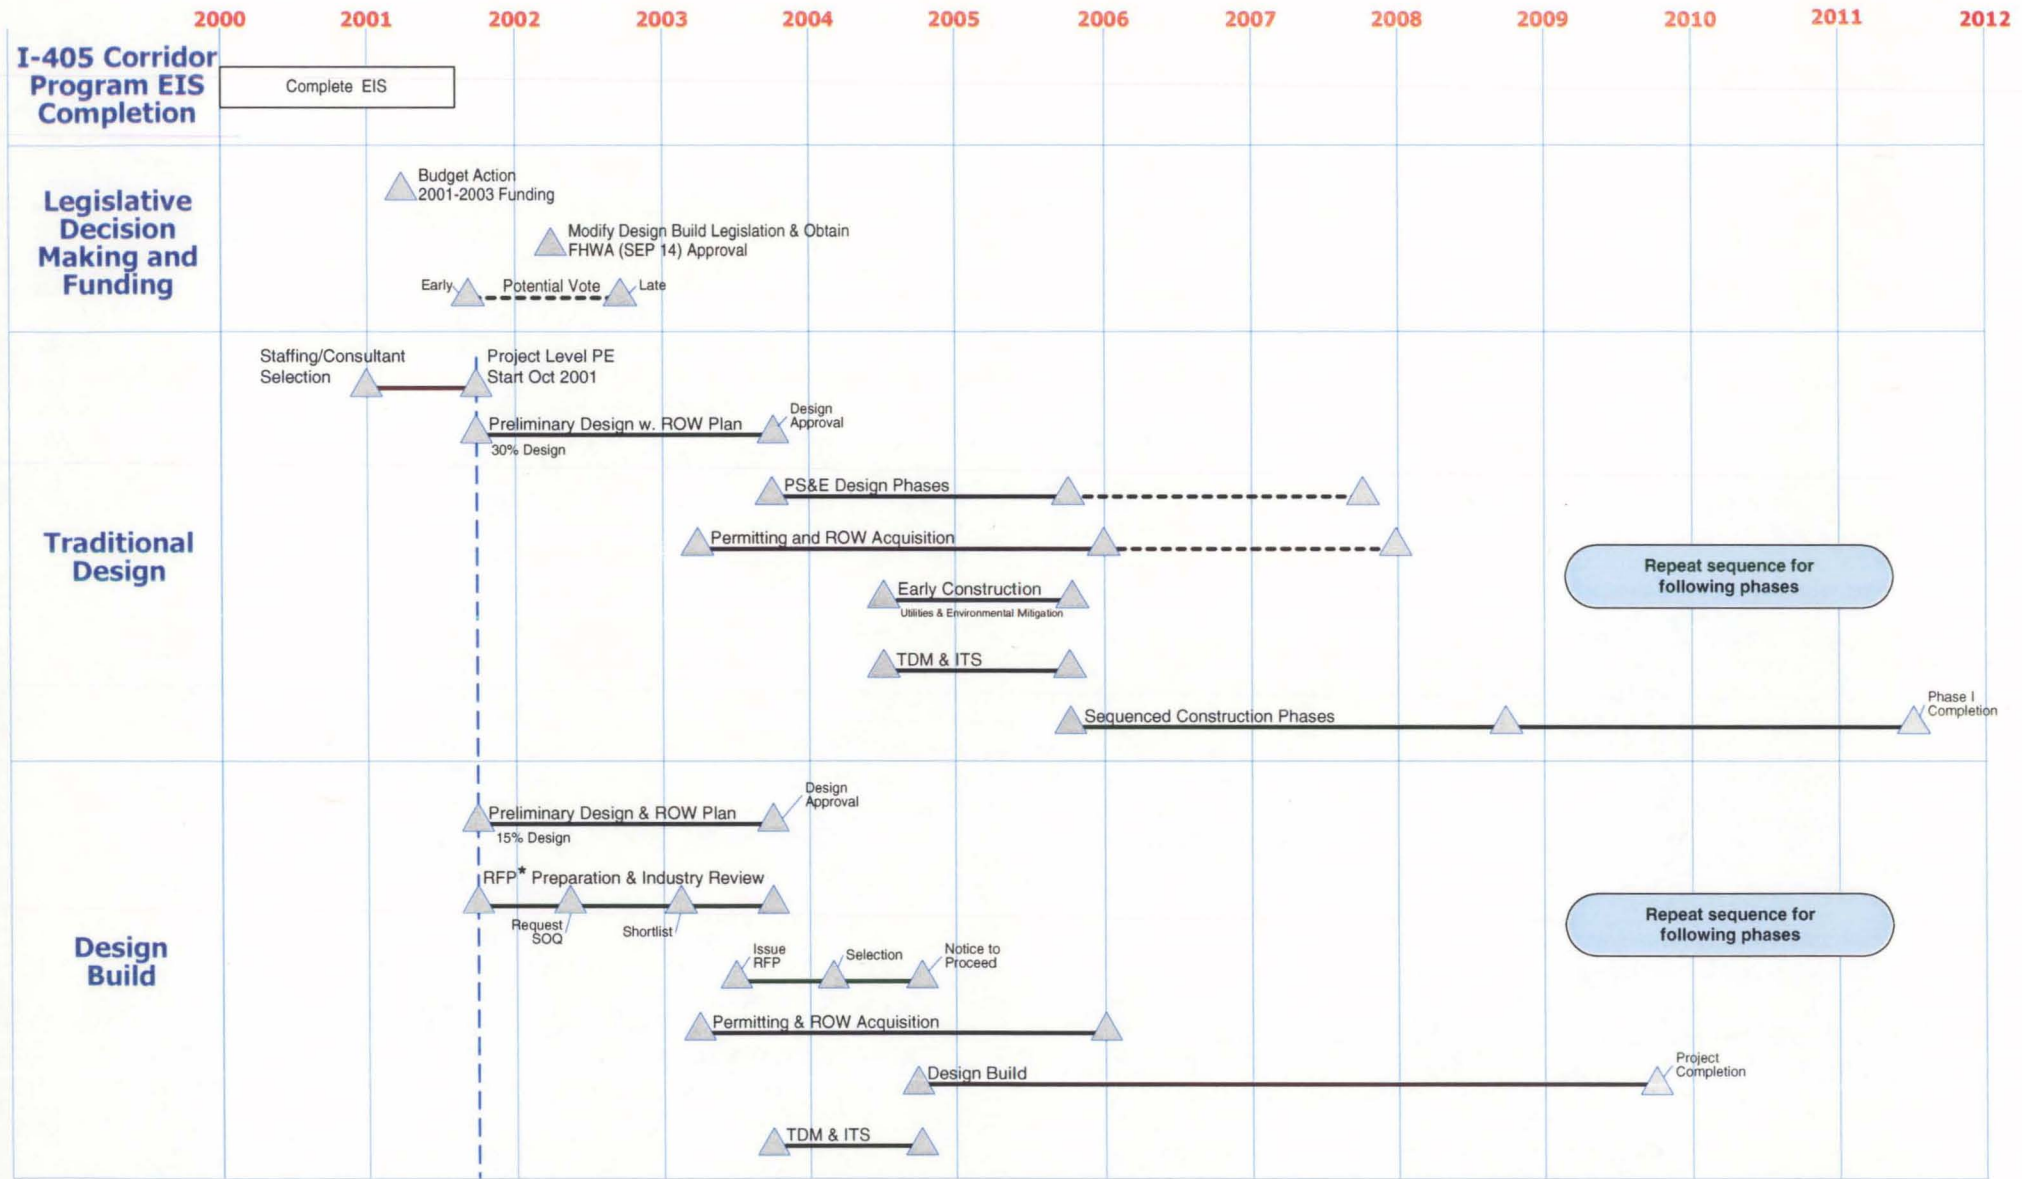 2000 2001 2002 2003 2004 2005 2006 2007 2008 2009 2010 2011 2012
I-405 Corridor
Program EIS
Completion
Complete EIS
Legislative
Decision
Making and
Funding
Budget Action
2001-2003 Funding
Modify Design Build Legislation & Obtain
FHWA (SEP 14) Approval
Early Potential Vote Late
Traditional
Design
Staffing/Consultant
Selection
Project Level PE
Start Oct 2001
Preliminary Design w. ROW Plan
30% Design
Design
Approval
PS&E Design Phases
Permitting and ROW Acquisition
Early Construction
Utilities & Environmental Mitigation
TDM & ITS
Sequenced Construction Phases
Phase I
Completion
Repeat sequence for
following phases
Design
Build
Preliminary Design & ROW Plan
15% Design
Design
Approval
RFP* Preparation & Industry Review
Request
SOQ
Shortlist
Issue
RFP
Selection
Notice to
Proceed
Permitting & ROW Acquisition
Design Build
Project
Completion
TDM & ITS
Repeat sequence for
following phases